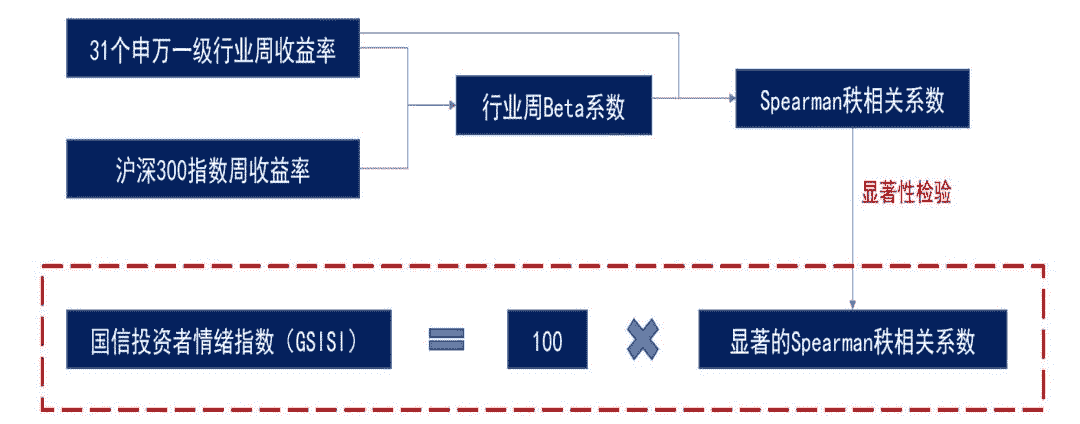 31个申万一级行业周收益率
行业周Beta系数
Spearman秩相关系数
沪深300指数周收益率
显著性检验
国信投资者情绪指数（GSISI）
100
显著的Spearman秩相关系数